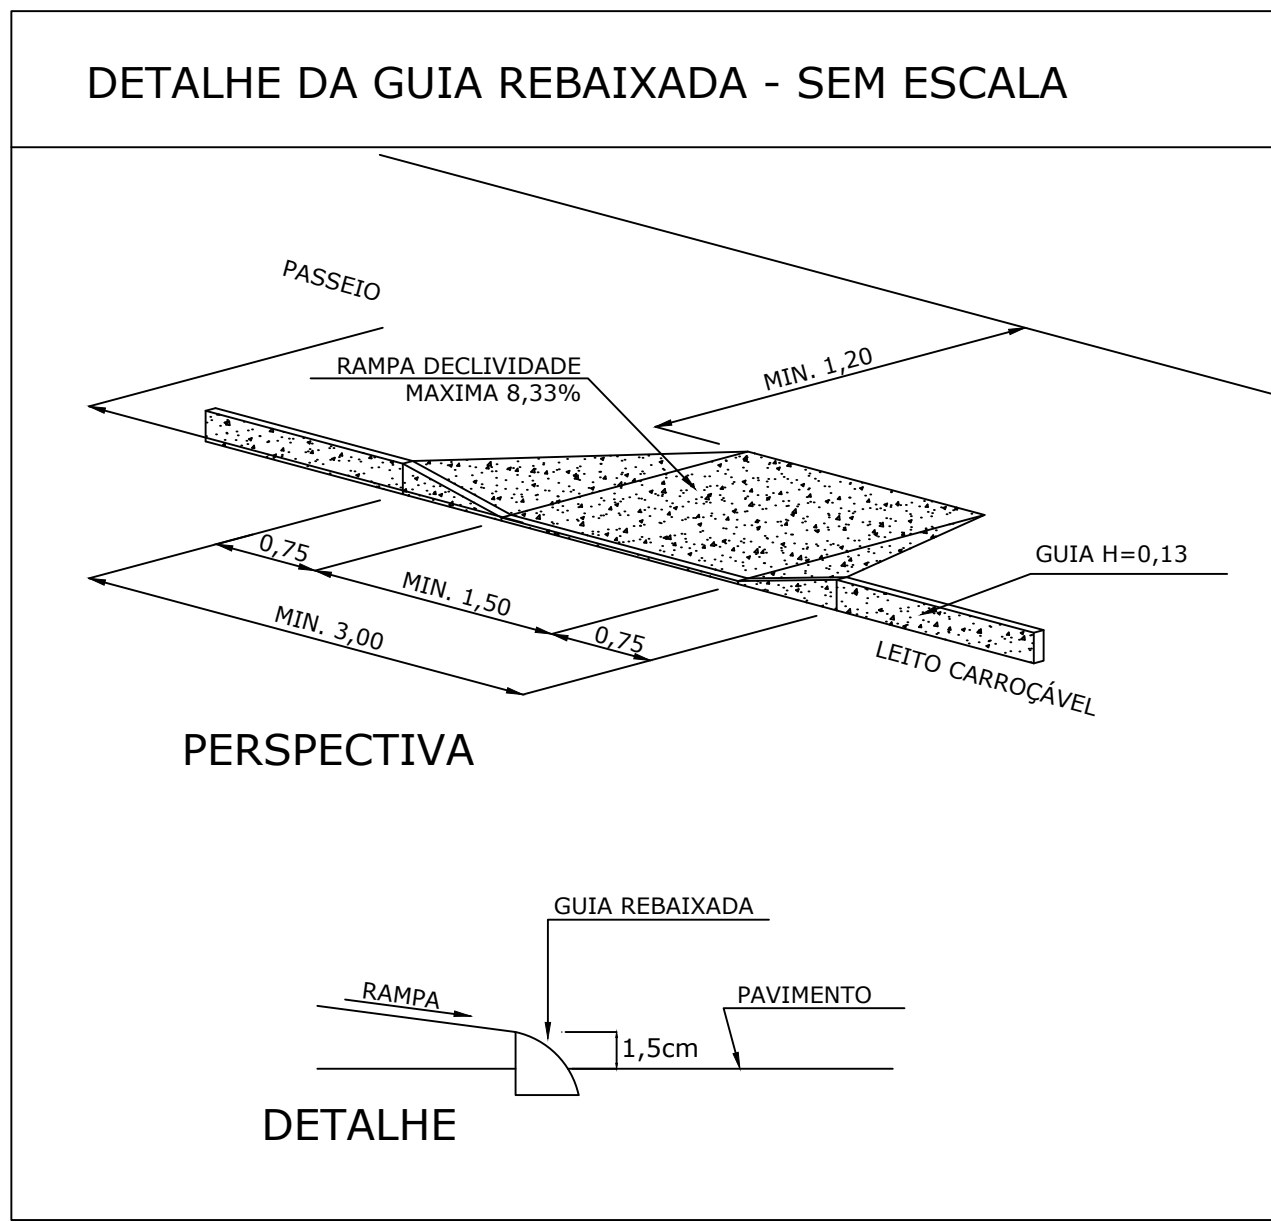 DETALHE DA GUIA REBAIXADA - SEM ESCALA
PASSEIO
RAMPA DECLIVIDADE
MAXIMA 8,33%
MIN. 1,20
0,75
MIN. 1,50
0,75
MIN. 3,00
GUIA H=0,13
LEITO CARROÇÁVEL
PERSPECTIVA
GUIA REBAIXADA
RAMPA
PAVIMENTO
1,5cm
DETALHE